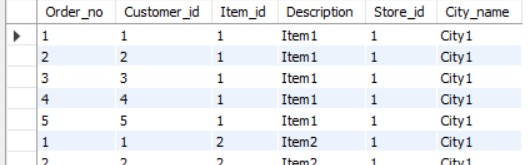 Order_no Customer_id Item_id Description Store_id City_name
1 1 1 Item1 1 City1
2 2 1 Item1 1 City1
3 3 1 Item1 1 City1
4 4 1 Item1 1 City1
5 5 1 Item1 1 City1
1 1 2 Item2 1 City1
2 2 2 Item2 1 City1